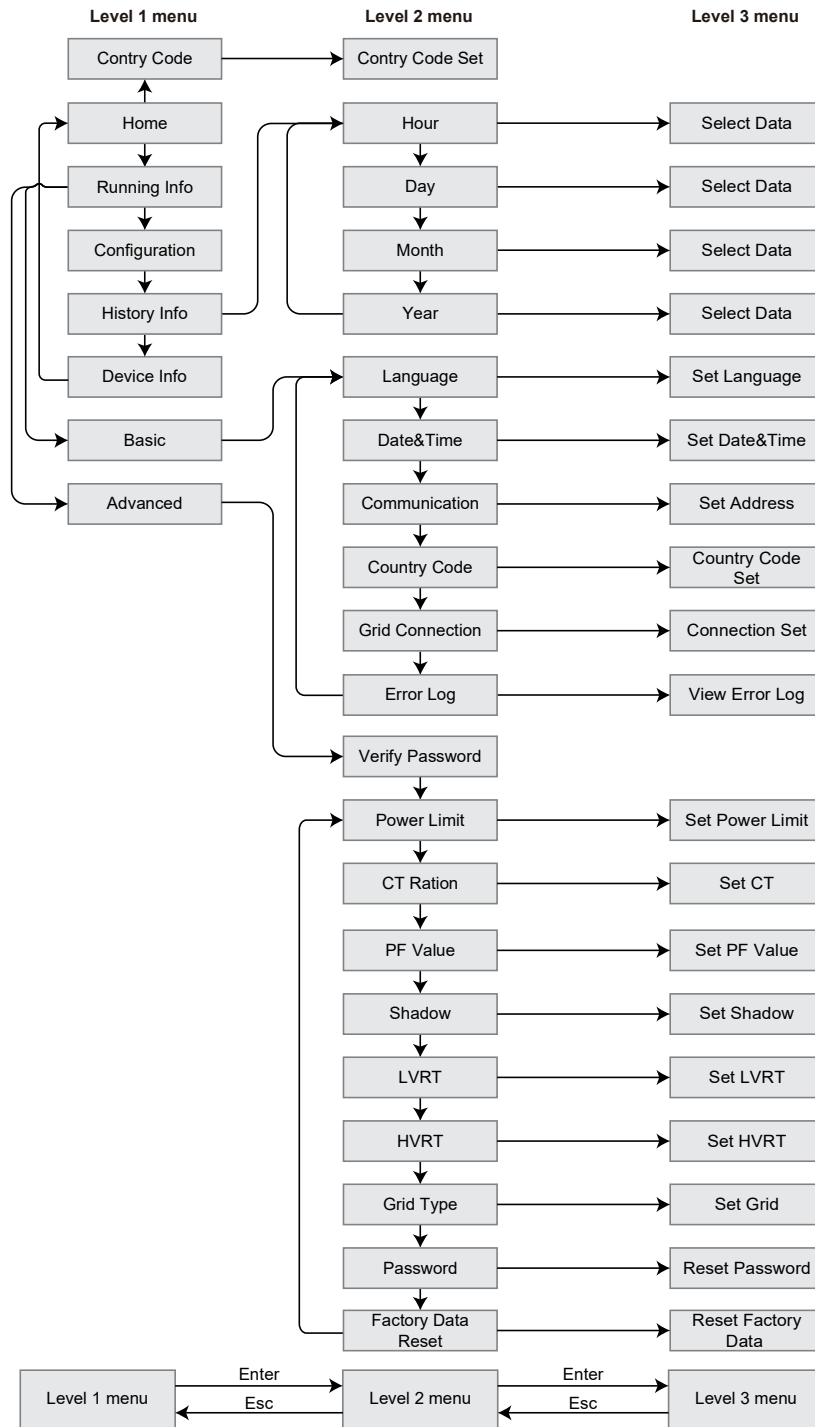 Level 1 menu
Level 2 menu
Level 3 menu
Contry Code
Contry Code Set
Home
Hour
Select Data
Running Info
Day
Select Data
Configuration
Month
Select Data
History Info
Year
Select Data
Device Info
Language
Set Language
Basic
Date&Time
Set Date&Time
Advanced
Communication
Set Address
Country Code
Country Code
Set
Grid Connection
Connection Set
Error Log
View Error Log
Verify Password
Power Limit
Set Power Limit
CT Ration
Set CT
PF Value
Set PF Value
Shadow
Set Shadow
LVRT
Set LVRT
HVRT
Set HVRT
Grid Type
Set Grid
Password
Reset Password
Factory Data
Reset
Reset Factory
Data
Level 1 menu
Enter
Esc
Level 2 menu
Enter
Esc
Level 3 menu